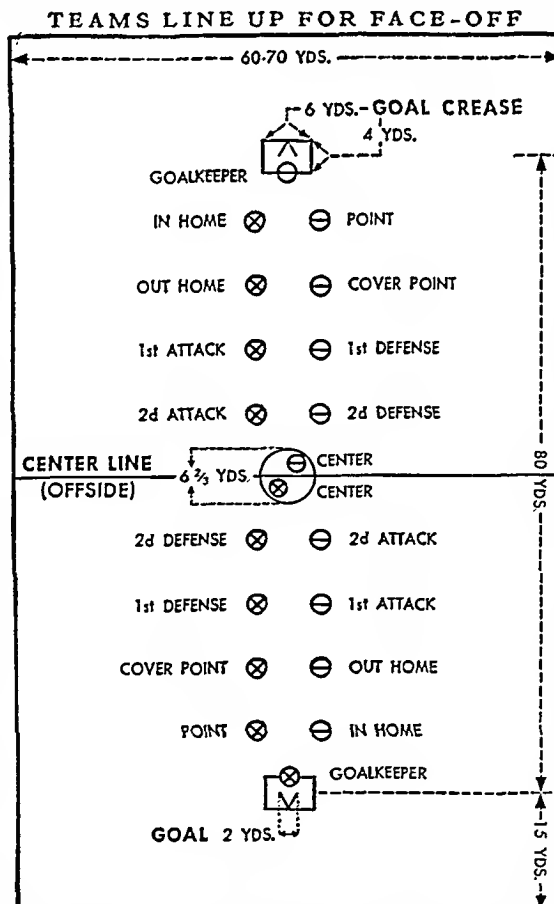 TEAMS LINE UP FOR FACE-OFF
60-70 YDS.
6 YDS.-GOAL CREASE
4 YDS.
GOALKEEPER
IN HOME POINT
OUT HOME COVER POINT
1st ATTACK 1st DEFENSE
2d ATTACK 2d DEFENSE
CENTER LINE 6 2/3 YDS. CENTER
(OFFSIDE) CENTER
80 YDS.
2d DEFENSE 2d ATTACK
1st DEFENSE 1st ATTACK
COVER POINT OUT HOME
POINT IN HOME
GOALKEEPER
GOAL 2 YDS.
15 YDS.